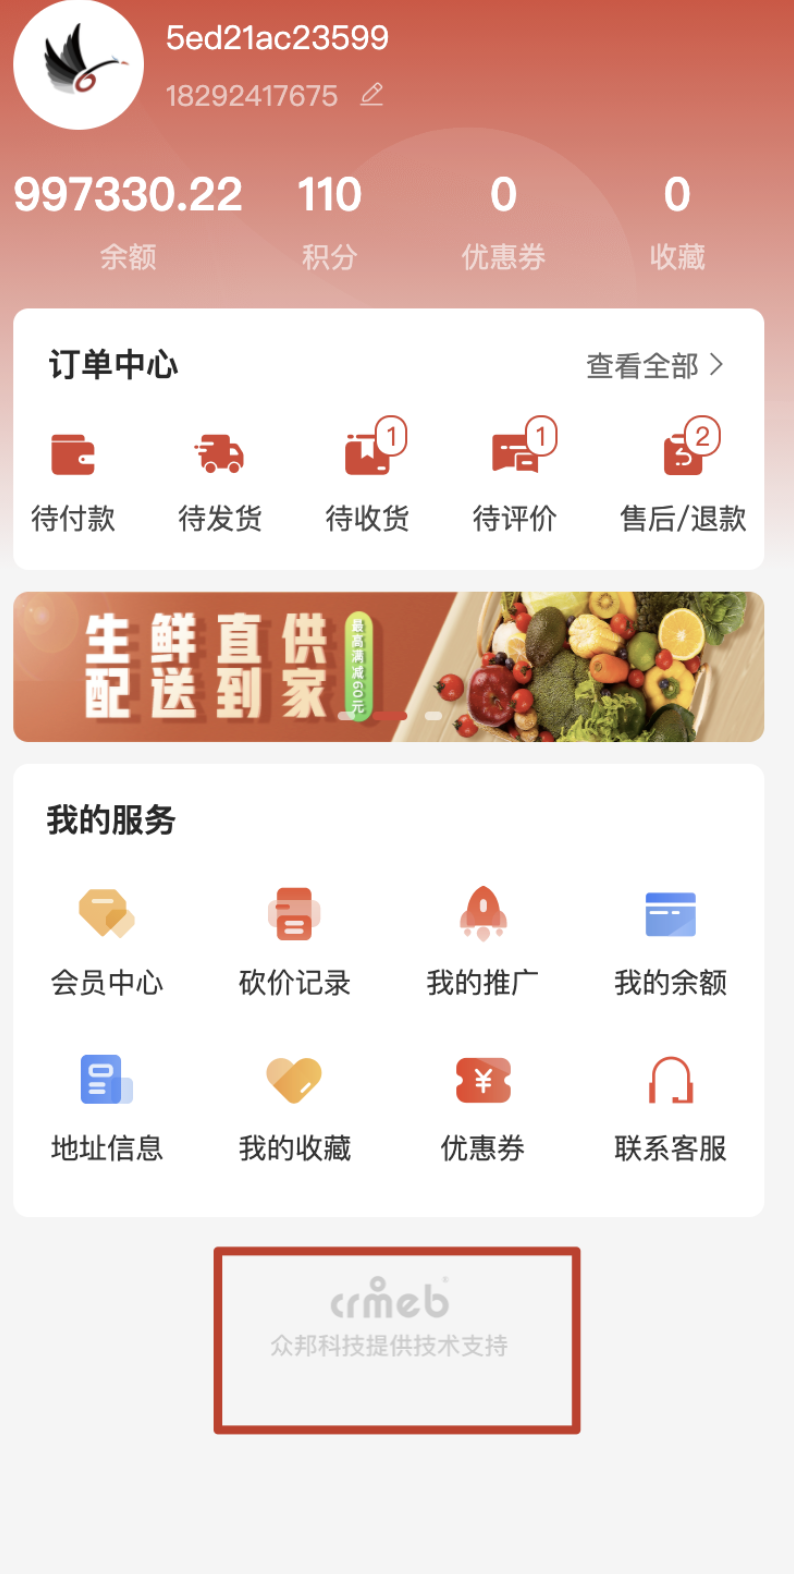 5ed21ac23599
18292417675
997330.22 110 0 0
余额 积分 优惠券 收藏
订单中心 查看全部
1 1 2
待付款 待发货 待收货 待评价 售后/退款
生鲜直供
配送到家
最高满减60元
我的服务
会员中心 砍价记录 我的推广 我的余额
地址信息 我的收藏 优惠券 联系客服
crmeb®
众邦科技提供技术支持